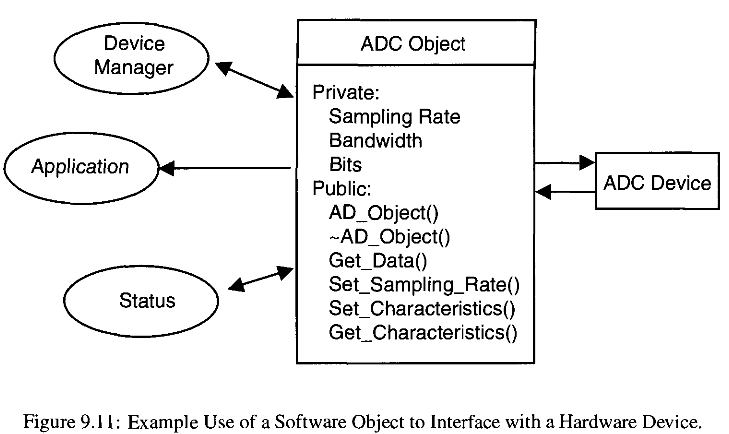 Device
Manager
Application
Status
ADC Object
Private:
Sampling Rate
Bandwidth
Bits
Public:
AD_Object()
~AD_Object()
Get_Data()
Set_Sampling_Rate()
Set_Characteristics()
Get_Characteristics()
ADC Device
Figure 9.11: Example Use of a Software Object to Interface with a Hardware Device.